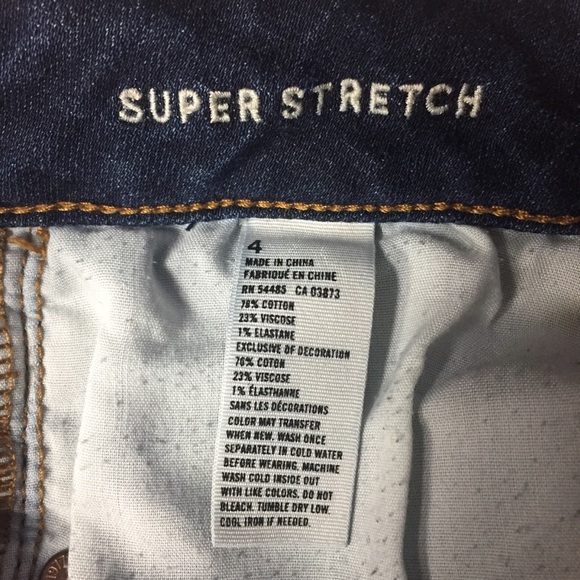 SUPER STRETCH
4
MADE IN CHINA
FABRIQUÉ EN CHINE
RN 54485 CA 03873
76% COTTON
23% VISCOSE
1% ELASTANE
EXCLUSIVE OF DECORATION
76% COTON
23% VISCOSE
1% ÉLASTHANNE
SANS LES DÉCORATIONS
COLOR MAY TRANSFER
WHEN NEW. WASH ONCE
SEPARATELY IN COLD WATER
BEFORE WEARING. MACHINE
WASH COLD INSIDE OUT
WITH LIKE COLORS. DO NOT
BLEACH. TUMBLE DRY LOW.
COOL IRON IF NEEDED.